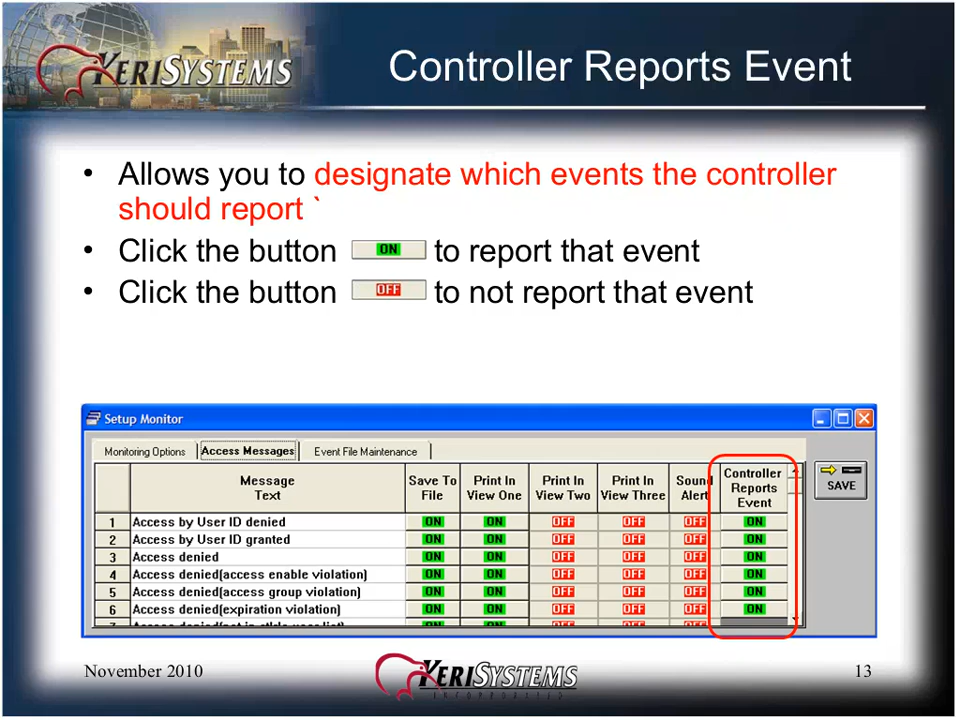 KERISYSTEMS
Controller Reports Event
• Allows you to designate which events the controller
should report `
• Click the button ON to report that event
• Click the button OFF to not report that event
Setup Monitor
Monitoring Options Access Messages Event File Maintenance
Message Text Save To File Print In View One Print In View Two Print In View Three Sound Alert Controller Reports Event
SAVE
1 Access by User ID denied ON ON OFF OFF OFF ON
2 Access by User ID granted ON ON OFF OFF OFF ON
3 Access denied ON ON OFF OFF OFF ON
4 Access denied(access enable violation) ON ON OFF OFF OFF ON
5 Access denied(access group violation) ON ON OFF OFF OFF ON
6 Access denied(expiration violation) ON ON OFF OFF OFF ON
November 2010
KERISYSTEMS
INCORPORATED
13